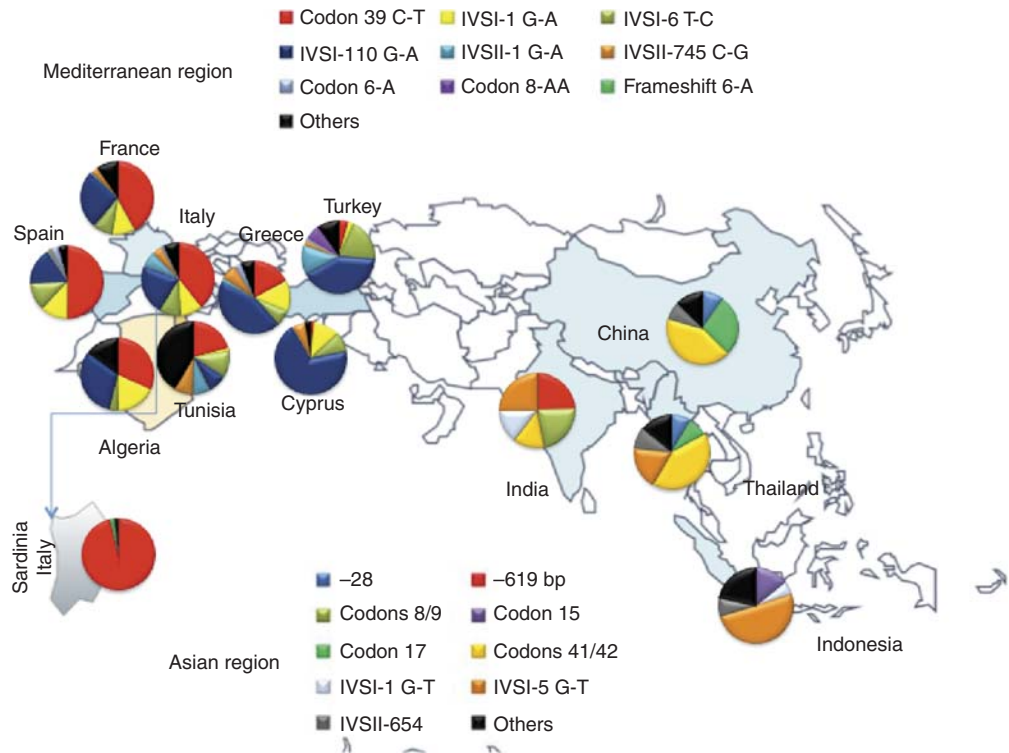 Codon 39 C-T IVSI-1 G-A IVSI-6 T-C
IVSI-110 G-A IVSII-1 G-A IVSII-745 C-G
Mediterranean region
Codon 6-A Codon 8-AA Frameshift 6-A
Others
France
Turkey
Italy
Spain
Greece
China
Tunisia
Cyprus
Algeria
India
Thailand
Sardinia
Italy
–28 –619 bp
Codons 8/9 Codon 15
Indonesia
Codon 17 Codons 41/42
Asian region
IVSI-1 G-T IVSI-5 G-T
IVSII-654 Others